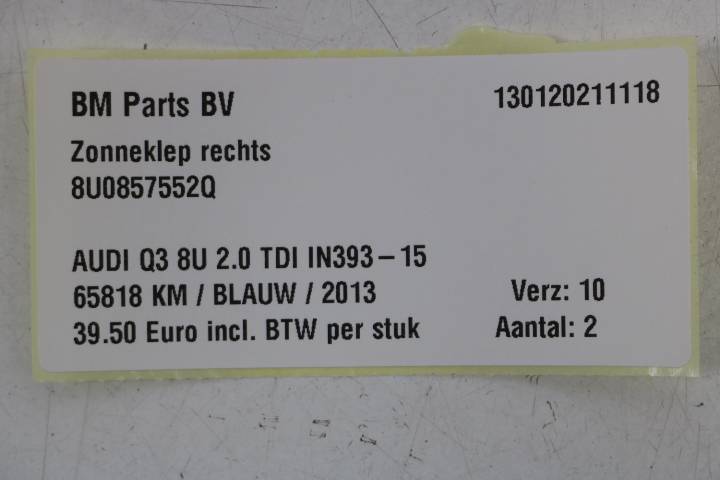 BM Parts BV 130120211118
Zonneklep rechts
8U0857552Q
AUDI Q3 8U 2.0 TDI IN393-15
65818 KM / BLAUW / 2013 Verz: 10
39.50 Euro incl. BTW per stuk Aantal: 2